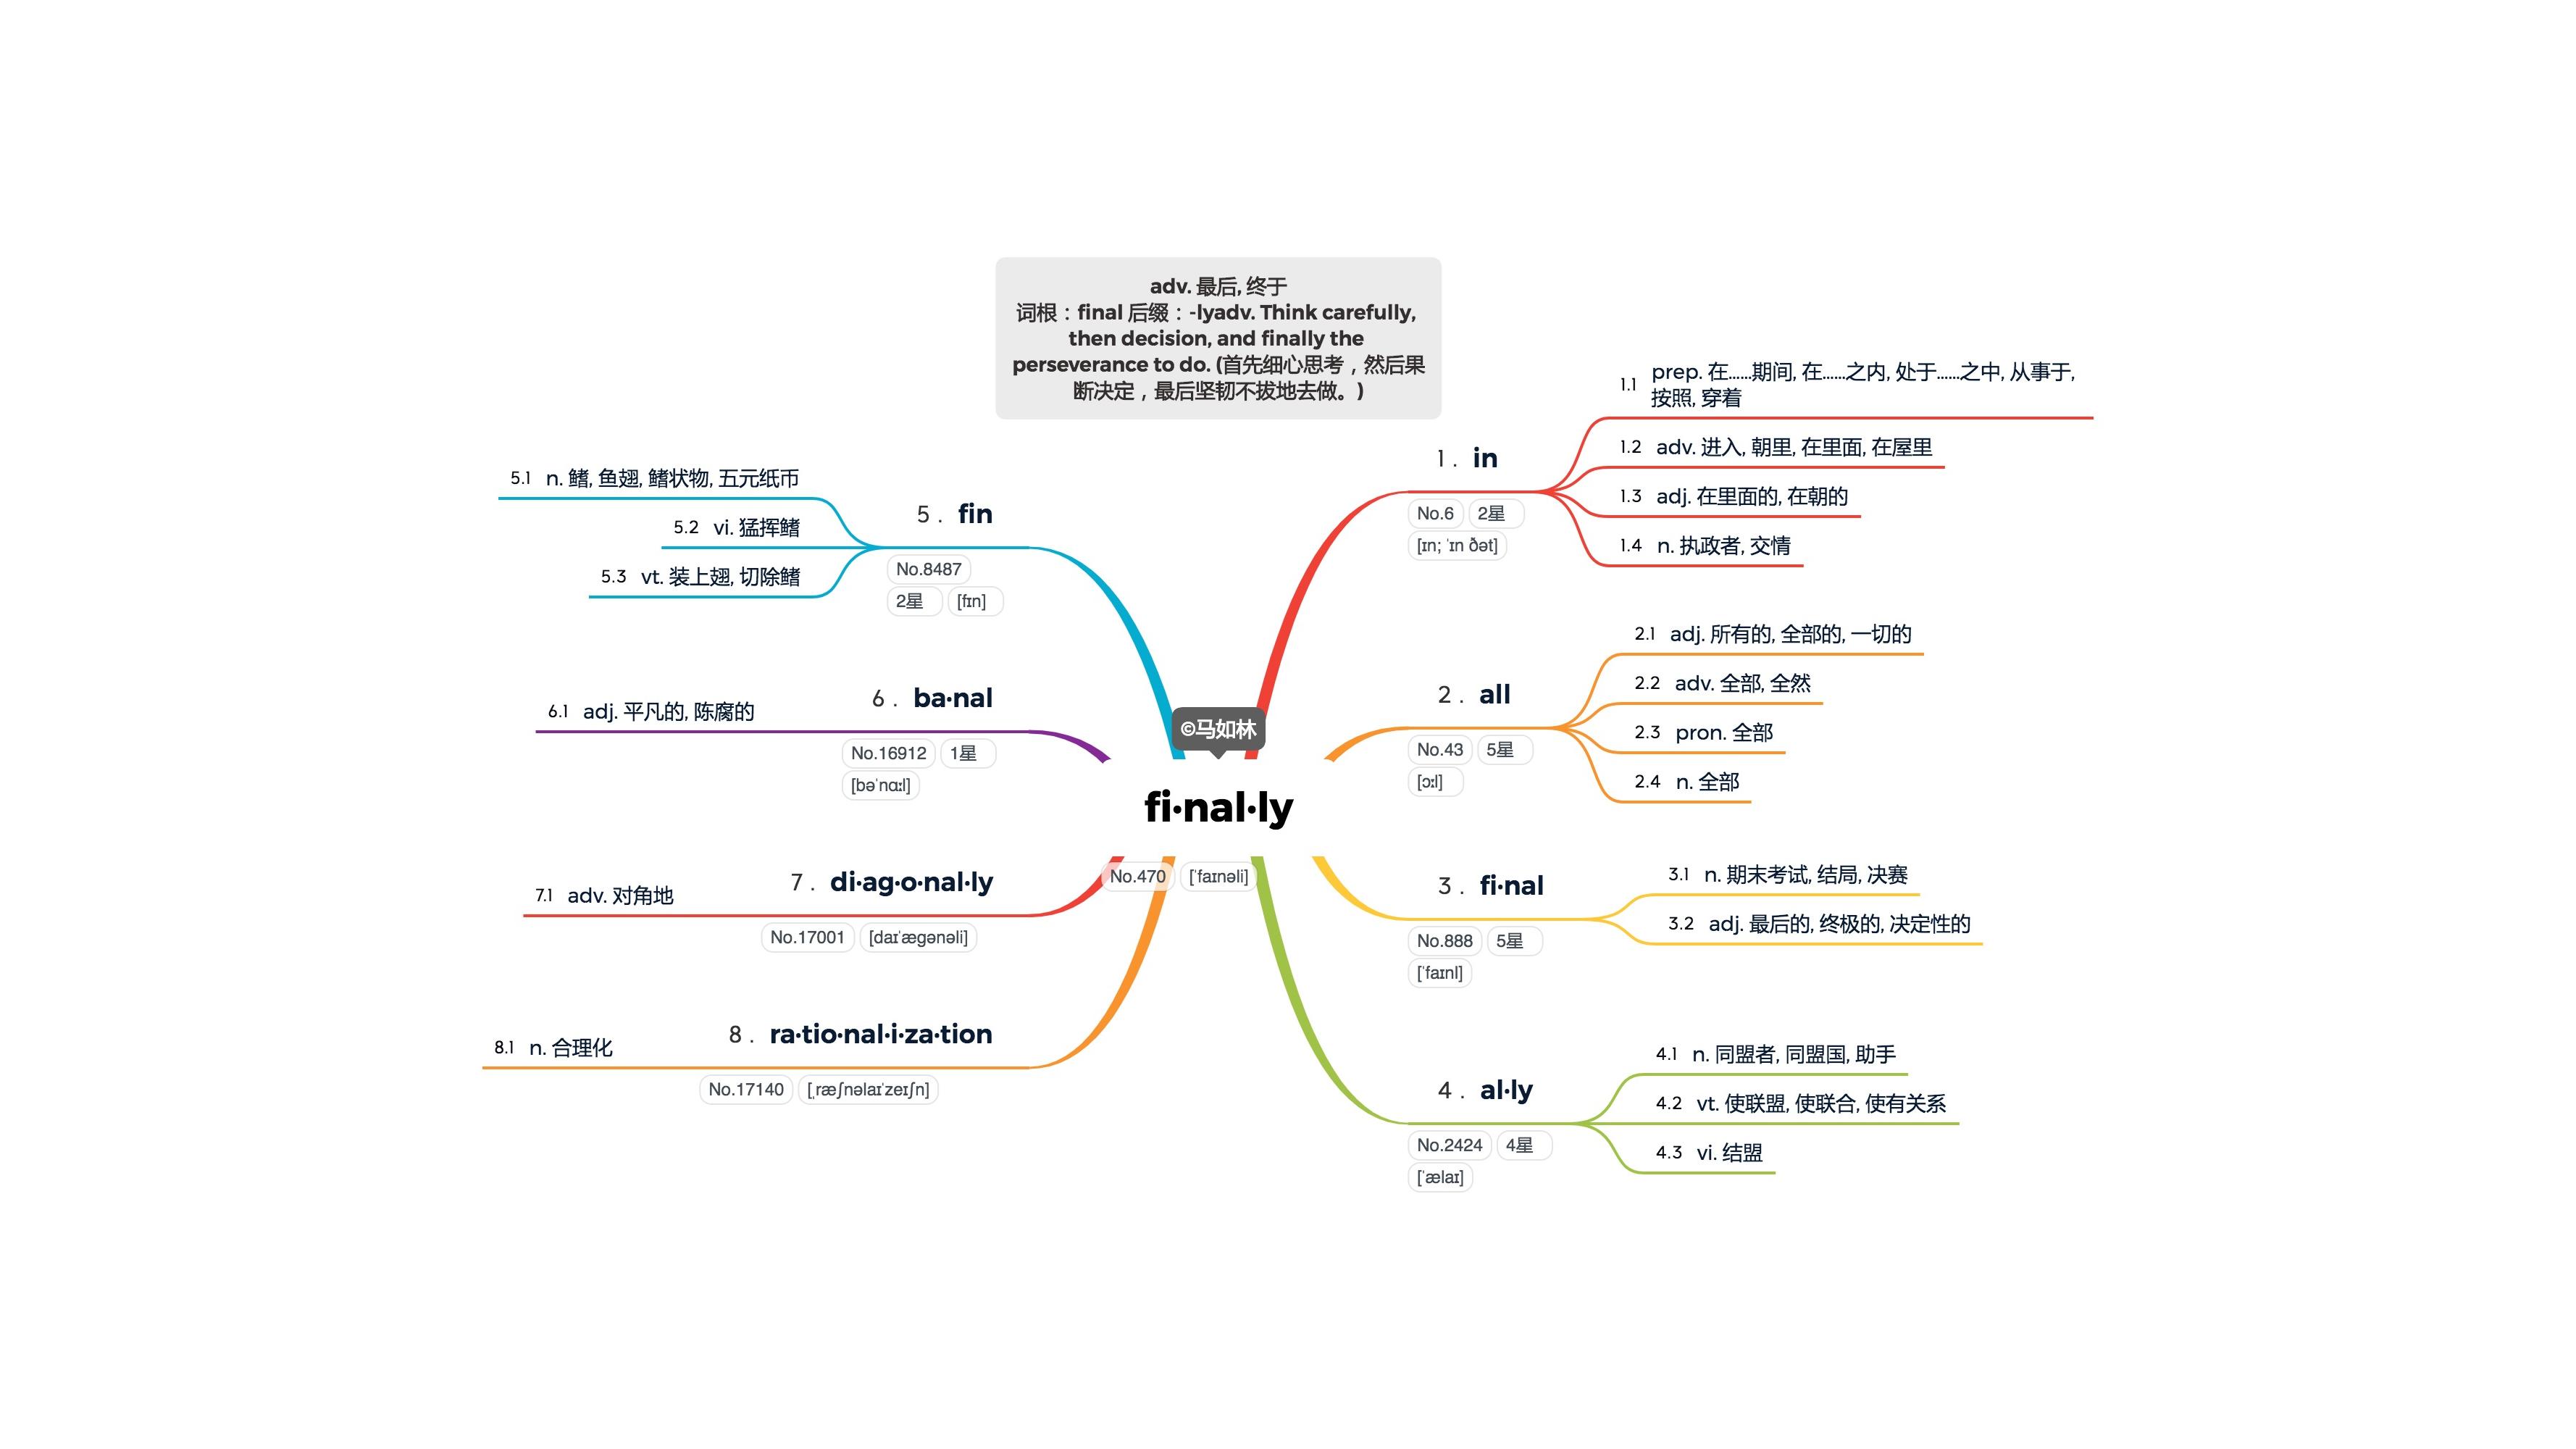 adv. 最后, 终于
词根：final 后缀：-lyadv. Think carefully,
then decision, and finally the
perseverance to do. (首先细心思考，然后果
断决定，最后坚韧不拔地去做。)
©马如林
fi·nal·ly
No.470 [ˈfaɪnəli]
1. in
No.6 2星
[ɪn; ˈɪn ðət]
1.1 prep. 在……期间, 在……之内, 处于……之中, 从事于,
按照, 穿着
1.2 adv. 进入, 朝里, 在里面, 在屋里
1.3 adj. 在里面的, 在朝的
1.4 n. 执政者, 交情
2. all
No.43 5星
[ɔːl]
2.1 adj. 所有的, 全部的, 一切的
2.2 adv. 全部, 全然
2.3 pron. 全部
2.4 n. 全部
3. fi·nal
No.888 5星
[ˈfaɪnl]
3.1 n. 期末考试, 结局, 决赛
3.2 adj. 最后的, 终极的, 决定性的
4. al·ly
No.2424 4星
[ˈælaɪ]
4.1 n. 同盟者, 同盟国, 助手
4.2 vt. 使联盟, 使联合, 使有关系
4.3 vi. 结盟
5. fin
No.8487
2星 [fɪn]
5.1 n. 鳍, 鱼翅, 鳍状物, 五元纸币
5.2 vi. 猛挥鳍
5.3 vt. 装上翅, 切除鳍
6. ba·nal
No.16912 1星
[bəˈnɑːl]
6.1 adj. 平凡的, 陈腐的
7. di·ag·o·nal·ly
No.17001 [daɪˈæɡənəli]
7.1 adv. 对角地
8. ra·tio·nal·i·za·tion
No.17140 [ˌræʃnəlaɪˈzeɪʃn]
8.1 n. 合理化